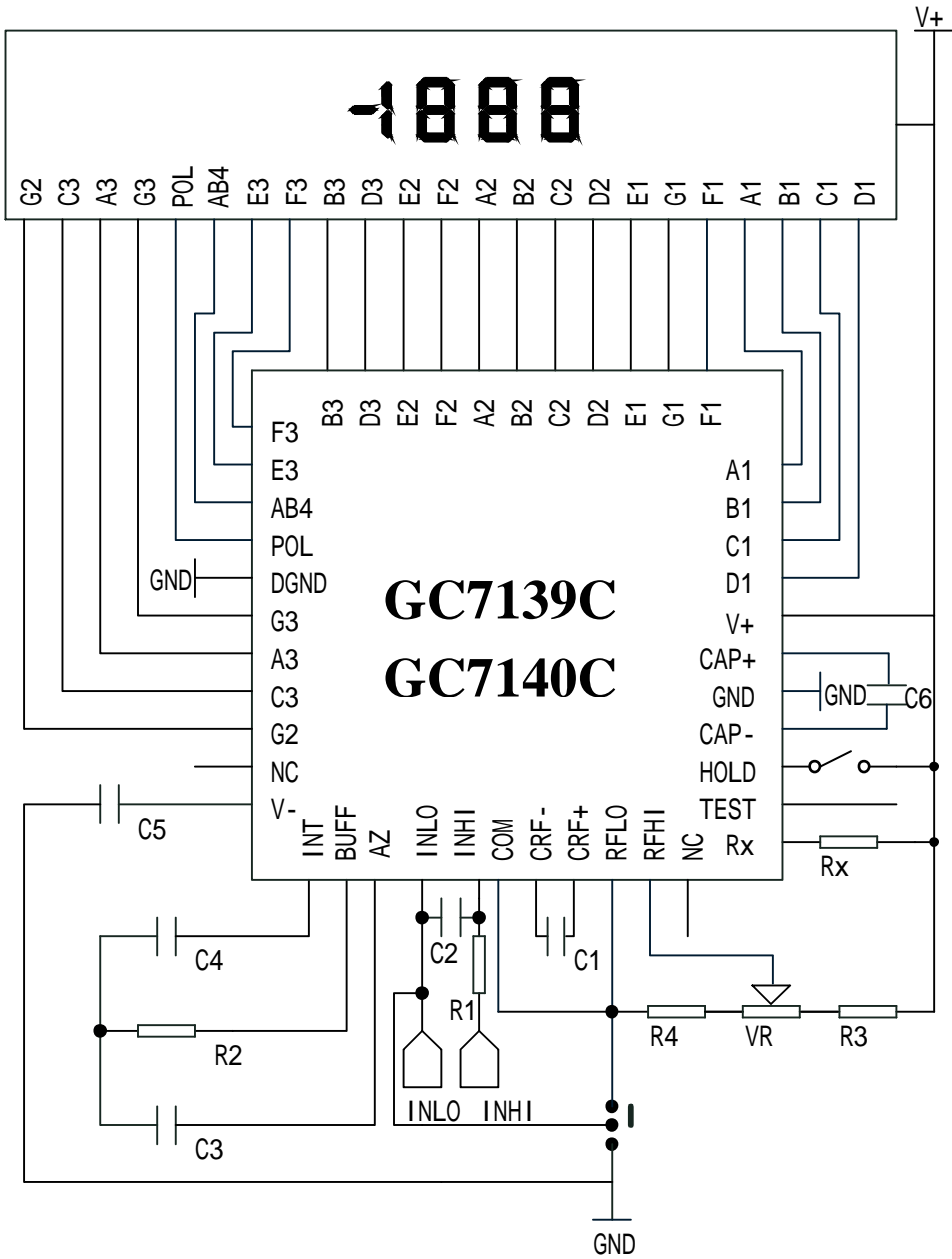 V+
-1888
G2 C3 A3 G3 POL AB4 E3 F3 B3 D3 E2 F2 A2 B2 C2 D2 E1 G1 F1 A1 B1 C1 D1
B3 D3 E2 F2 A2 B2 C2 D2 E1 G1 F1
F3
E3 A1
AB4 B1
POL C1
GND DGND D1
GC7139C
G3 V+
A3 CAP+
GC7140C
C3 GND GND C6
G2 CAP-
NC HOLD
V- TEST
C5
INT BUFF AZ INLO INHI COM CRF- CRF+ RFLO RFHI NC Rx
Rx
C4 C2 C1
R1
R2 R4 VR R3
INLO INHI
C3
GND